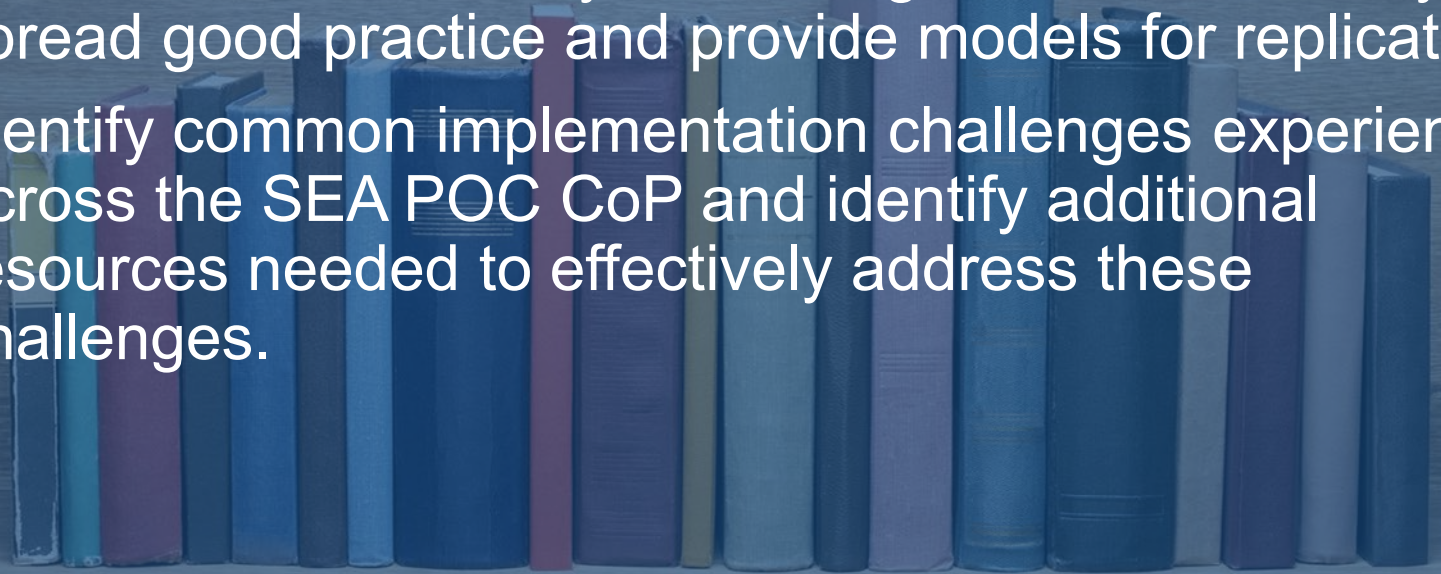 pread good practice and provide models for replicat
entify common implementation challenges experien
cross the SEA POC CoP and identify additional
esources needed to effectively address these
hallenges.